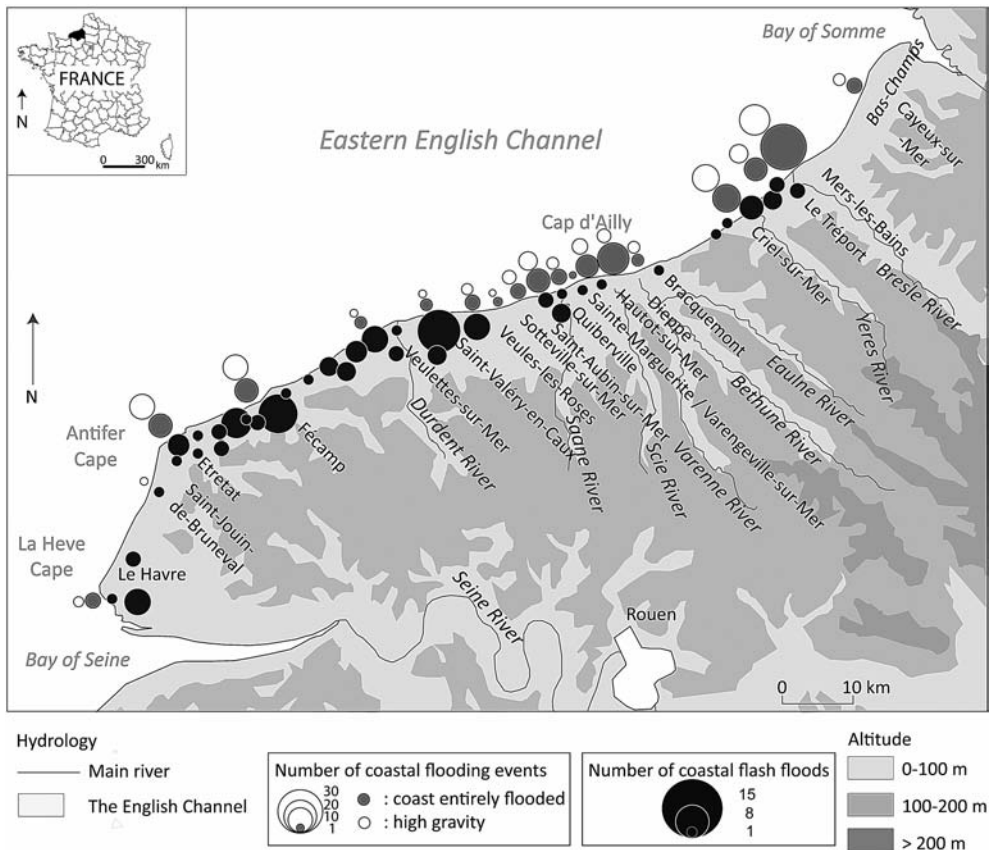 FRANCE
N
0 300
km
Bay of Somme
Eastern English Channel
Bas-Champs
Cayeux-sur
-Mer
Mers-les-Bains
Le Tréport
Bresle River
Criel-sur-Mer
Yeres River
Cap d'Ailly
Bracquemont
Eaulne River
Dieppe
Bethune River
Hautot-sur-Mer
Varenne River
Sainte-Marguerite / Varengeville-sur-Mer
Quiberville
Saint-Aubin-sur-Mer
Scie River
Sotteville-sur-Mer
Saane River
Veules-les-Roses
Saint-Valéry-en-Caux
Veulettes-sur-Mer
Durdent River
Fécamp
N
Antifer
Cape
Etretat
Saint-Jouin-
de-Bruneval
La Heve
Cape
Le Havre
Seine River
Rouen
Bay of Seine
0 10 km
Hydrology
Main river
The English Channel
Number of coastal flooding events
30
20
10
1
: coast entirely flooded
: high gravity
Number of coastal flash floods
15
8
1
Altitude
0-100 m
100-200 m
> 200 m